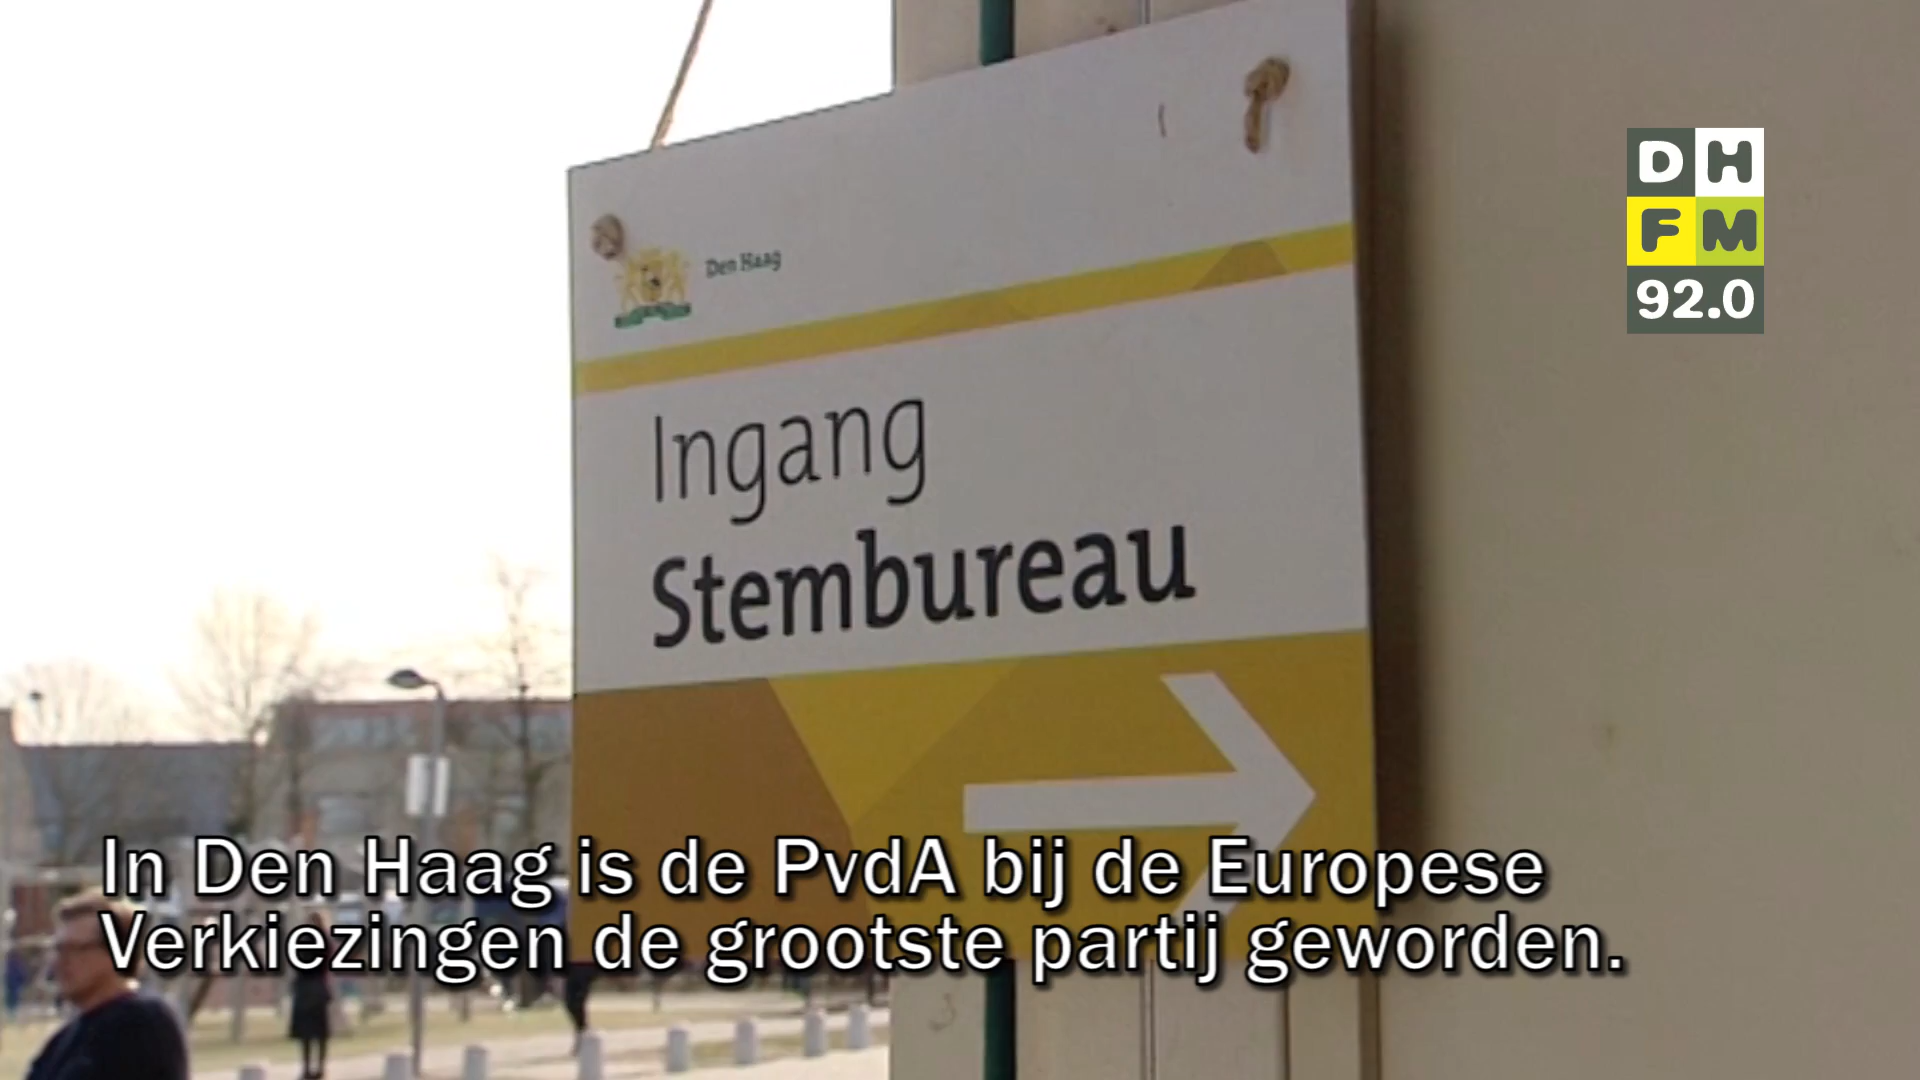 DH
FM
92.0
Den Haag
Ingang
Stembureau
In Den Haag is de PvdA bij de Europese
Verkiezingen de grootste partij geworden.